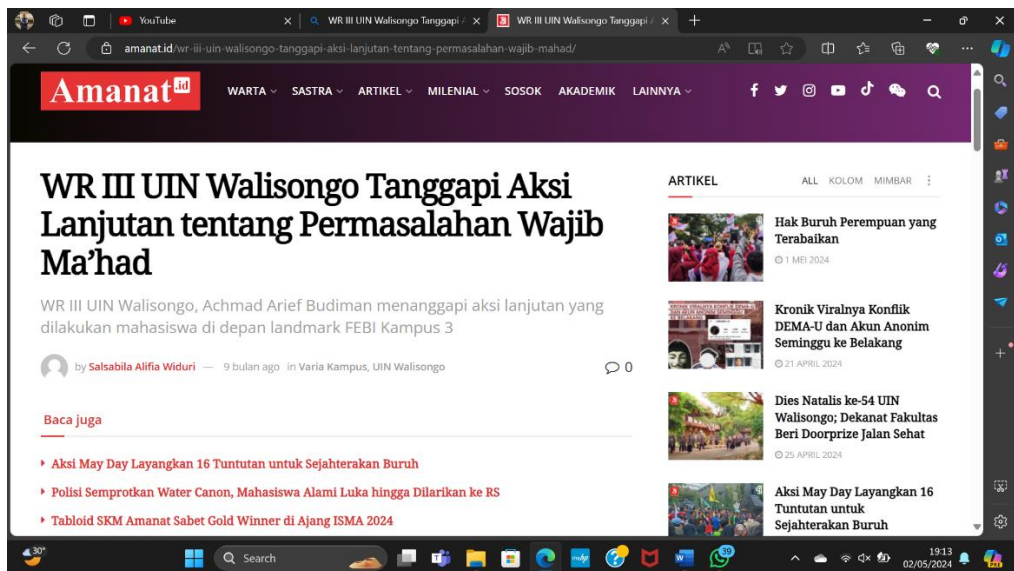 YouTube
WR III UIN Walisongo Tanggapi A
WR III UIN Walisongo Tanggapi A
amanat.id/wr-iii-uin-walisongo-tanggapi-aksi-lanjutan-tentang-permasalahan-wajib-mahad/
Amanat.id
WARTA SASTRA ARTIKEL MILENIAL SOSOK AKADEMIK LAINNYA
WR III UIN Walisongo Tanggapi Aksi
Lanjutan tentang Permasalahan Wajib
Ma’had
WR III UIN Walisongo, Achmad Arief Budiman menanggapi aksi lanjutan yang
dilakukan mahasiswa di depan landmark FEBI Kampus 3
by Salsabila Alifia Widuri — 9 bulan ago in Varia Kampus, UIN Walisongo
0
Baca juga
Aksi May Day Layangkan 16 Tuntutan untuk Sejahterakan Buruh
Polisi Semprotkan Water Canon, Mahasiswa Alami Luka hingga Dilarikan ke RS
Tabloid SKM Amanat Sabet Gold Winner di Ajang ISMA 2024
ARTIKEL
ALL KOLOM MIMBAR
Hak Buruh Perempuan yang
Terabaikan
1 MEI 2024
Kronik Viralnya Konflik
DEMA-U dan Akun Anonim
Seminggu ke Belakang
21 APRIL 2024
Dies Natalis ke-54 UIN
Walisongo; Dekanat Fakultas
Beri Doorprize Jalan Sehat
25 APRIL 2024
Aksi May Day Layangkan 16
Tuntutan untuk
Sejahterakan Buruh
30°
Search
39
19:13
02/05/2024